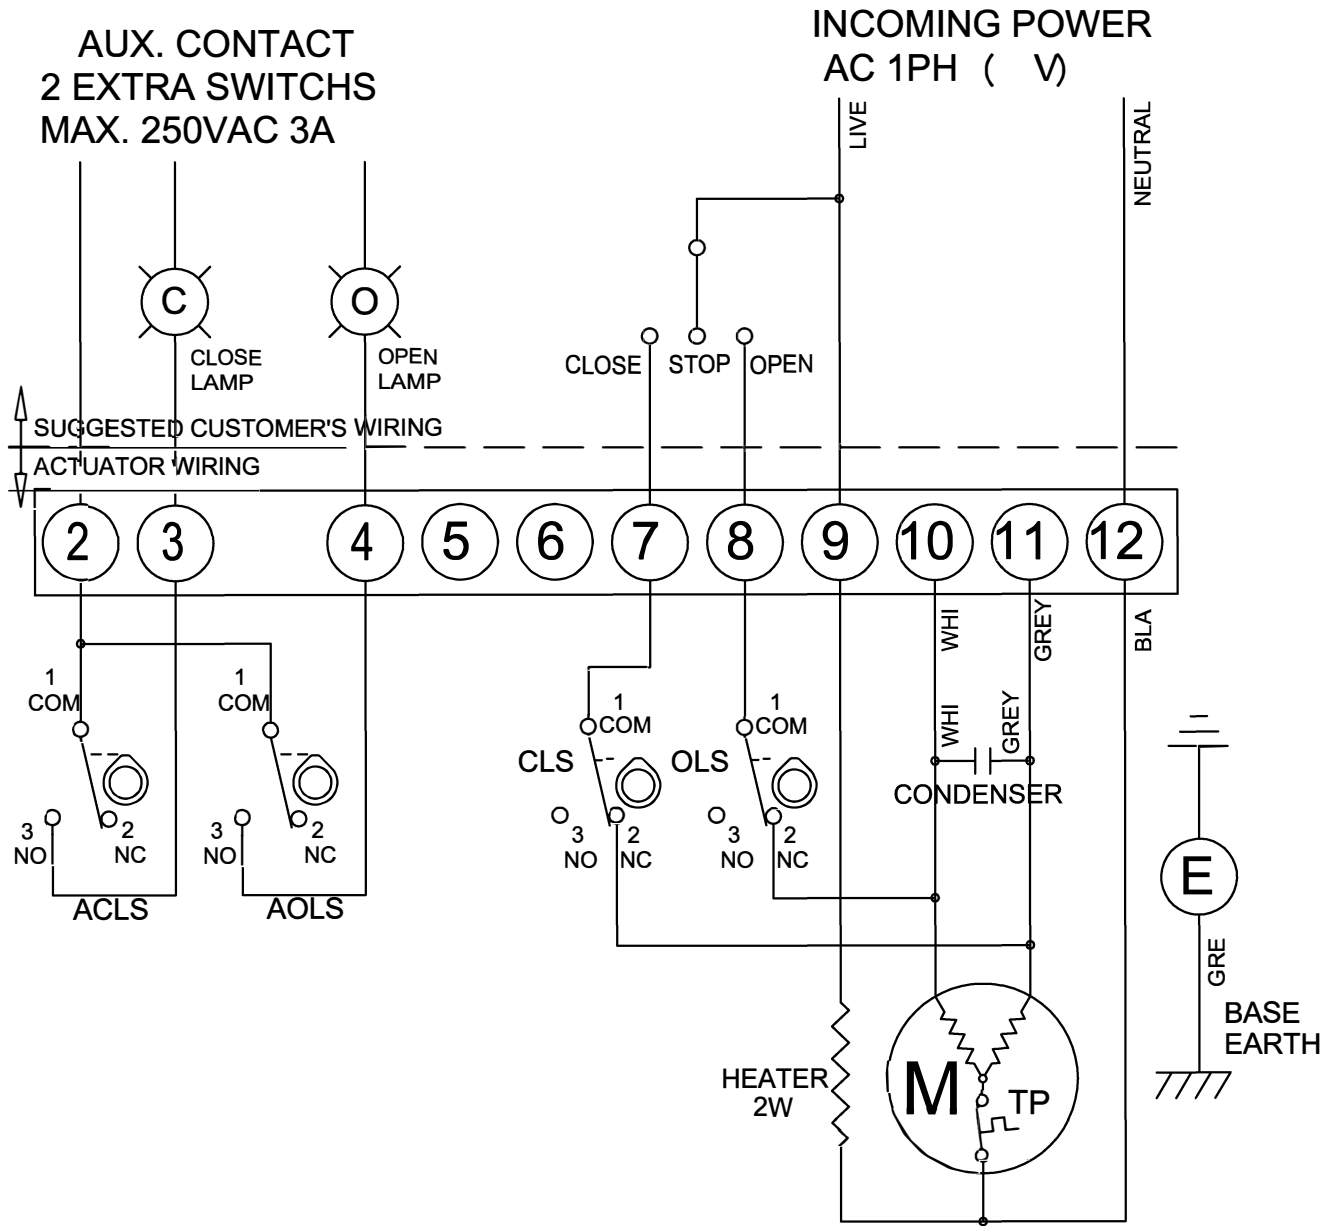 AUX. CONTACT
2 EXTRA SWITCHS
MAX. 250VAC 3A
INCOMING POWER
AC 1PH ( V)
LIVE
NEUTRAL
C
O
CLOSE
LAMP
OPEN
LAMP
CLOSE
STOP
OPEN
SUGGESTED CUSTOMER'S WIRING
ACTUATOR WIRING
2
3
4
5
6
7
8
9
10
11
12
WHI
GREY
BLA
1
COM
1
COM
1
COM
1
COM
WHI
GREY
CLS
OLS
CONDENSER
3
NO
2
NC
3
NO
2
NC
3
NO
2
NC
3
NO
2
NC
ACLS
AOLS
E
GRE
BASE
EARTH
HEATER
2W
M
TP